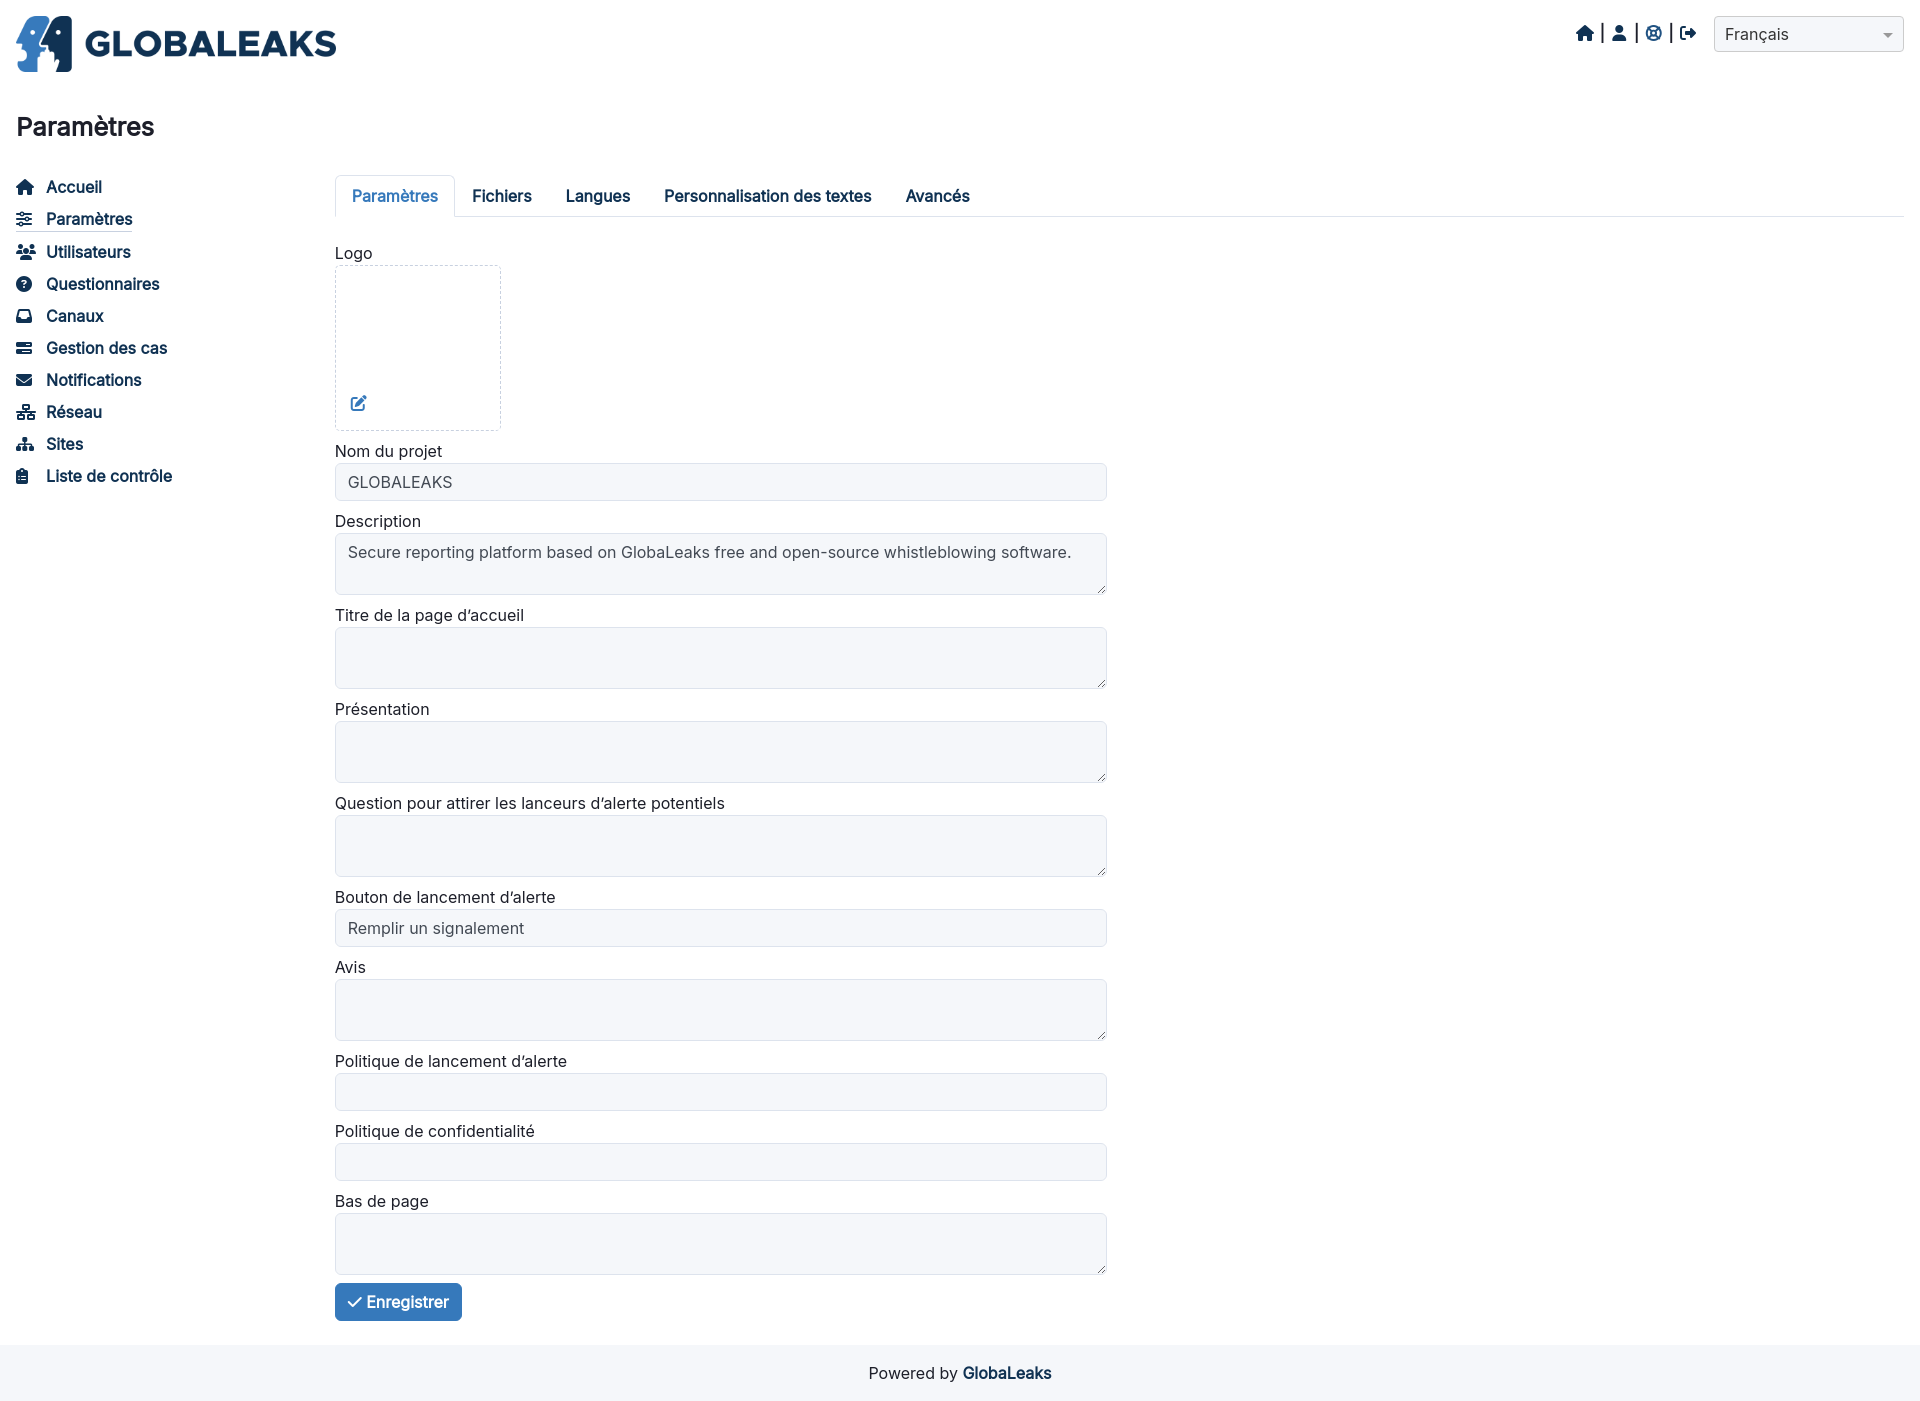 GLOBALEAKS
Français
Paramètres
Accueil
Paramètres
Utilisateurs
Questionnaires
Canaux
Gestion des cas
Notifications
Réseau
Sites
Liste de contrôle
Paramètres Fichiers Langues Personnalisation des textes Avancés
Logo
Nom du projet
GLOBALEAKS
Description
Secure reporting platform based on GlobaLeaks free and open-source whistleblowing software.
Titre de la page d’accueil
Présentation
Question pour attirer les lanceurs d’alerte potentiels
Bouton de lancement d’alerte
Remplir un signalement
Avis
Politique de lancement d’alerte
Politique de confidentialité
Bas de page
Enregistrer
Powered by GlobaLeaks